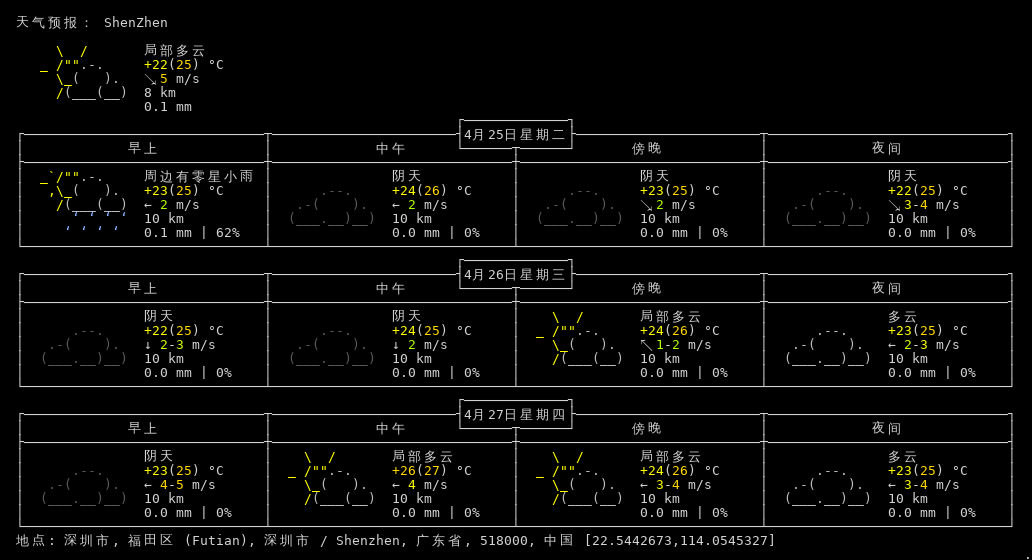 天气预报： ShenZhen
局部多云
+22(25) °C
↘ 5 m/s
8 km
0.1 mm
4月25日星期二
早上 中午 傍晚 夜间
周边有零星小雨 阴天 阴天 阴天
+23(25) °C +24(26) °C +23(25) °C +22(25) °C
← 2 m/s ← 2 m/s ↘ 2 m/s ↘ 3-4 m/s
10 km 10 km 10 km 10 km
0.1 mm | 62% 0.0 mm | 0% 0.0 mm | 0% 0.0 mm | 0%
4月26日星期三
早上 中午 傍晚 夜间
阴天 阴天 局部多云 多云
+22(25) °C +24(25) °C +24(26) °C +23(25) °C
↓ 2-3 m/s ↓ 2 m/s ↖ 1-2 m/s ← 2-3 m/s
10 km 10 km 10 km 10 km
0.0 mm | 0% 0.0 mm | 0% 0.0 mm | 0% 0.0 mm | 0%
4月27日星期四
早上 中午 傍晚 夜间
阴天 局部多云 局部多云 多云
+23(25) °C +26(27) °C +24(26) °C +23(25) °C
← 4-5 m/s ← 4 m/s ← 3-4 m/s ← 3-4 m/s
10 km 10 km 10 km 10 km
0.0 mm | 0% 0.0 mm | 0% 0.0 mm | 0% 0.0 mm | 0%
地点: 深圳市, 福田区 (Futian), 深圳市 / Shenzhen, 广东省, 518000, 中国 [22.5442673,114.0545327]